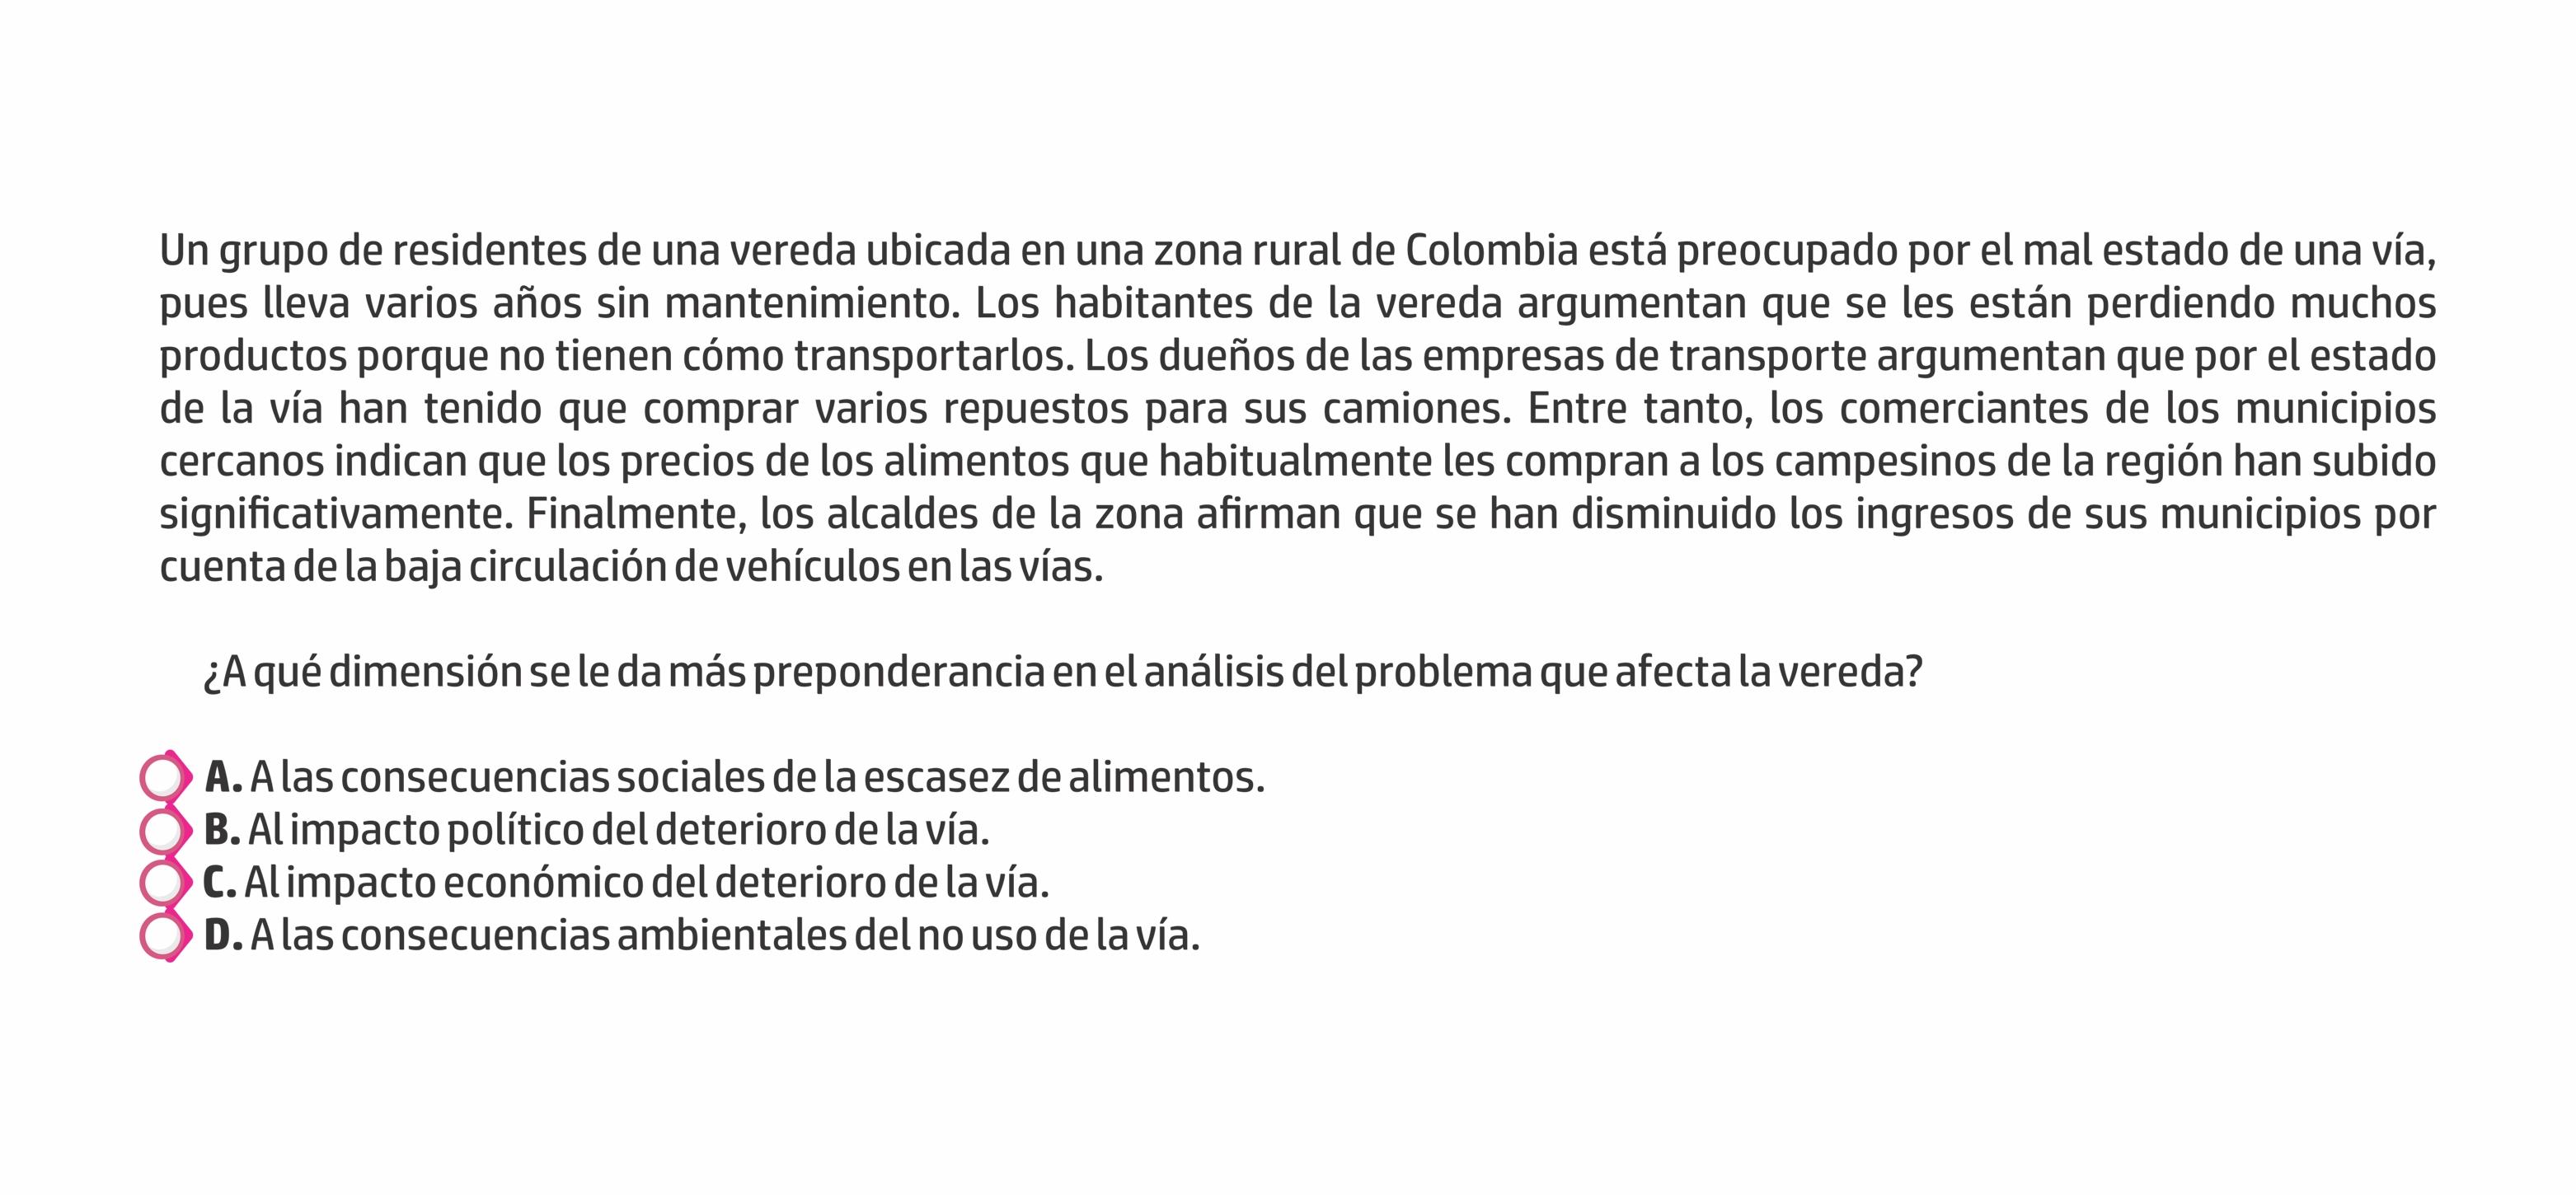 Un grupo de residentes de una vereda ubicada en una zona rural de Colombia está preocupado por el mal estado de una vía,
pues lleva varios años sin mantenimiento. Los habitantes de la vereda argumentan que se les están perdiendo muchos
productos porque no tienen cómo transportarlos. Los dueños de las empresas de transporte argumentan que por el estado
de la vía han tenido que comprar varios repuestos para sus camiones. Entre tanto, los comerciantes de los municipios
cercanos indican que los precios de los alimentos que habitualmente les compran a los campesinos de la región han subido
significativamente. Finalmente, los alcaldes de la zona afirman que se han disminuido los ingresos de sus municipios por
cuenta de la baja circulación de vehículos en las vías.
¿A qué dimensión se le da más preponderancia en el análisis del problema que afecta la vereda?
A. A las consecuencias sociales de la escasez de alimentos.
B. Al impacto político del deterioro de la vía.
C. Al impacto económico del deterioro de la vía.
D. A las consecuencias ambientales del no uso de la vía.